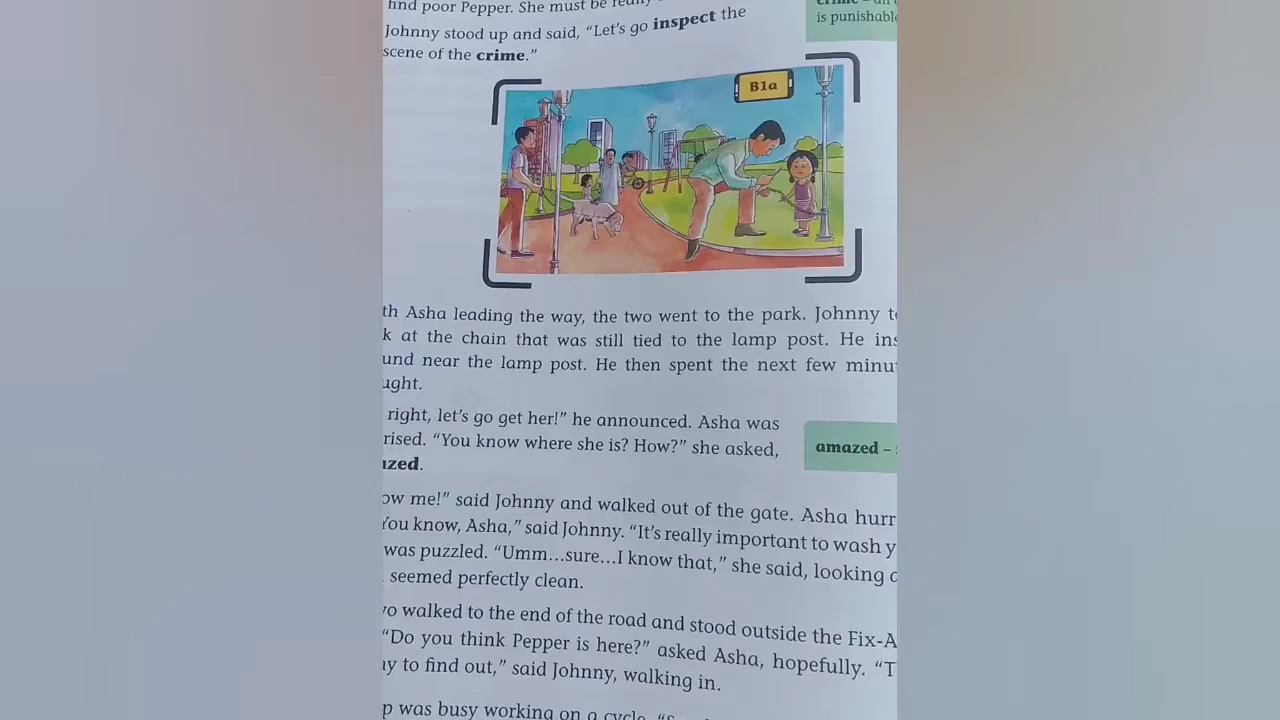 find poor Pepper. She must be really
Johnny stood up and said, “Let’s go inspect the
scene of the crime.”
crime –
is punishable
B1a
th Asha leading the way, the two went to the park. Johnny t
k at the chain that was still tied to the lamp post. He ins
und near the lamp post. He then spent the next few minu
ught.
right, let’s go get her!” he announced. Asha was
rised. “You know where she is? How?” she asked,
zed.
amazed –
ow me!” said Johnny and walked out of the gate. Asha hurr
You know, Asha,” said Johnny. “It’s really important to wash y
was puzzled. “Umm...sure...I know that,” she said, looking
seemed perfectly clean.
wo walked to the end of the road and stood outside the Fix-A
“Do you think Pepper is here?” asked Asha, hopefully. “T
ay to find out,” said Johnny, walking in.
p was busy working on a cycle.